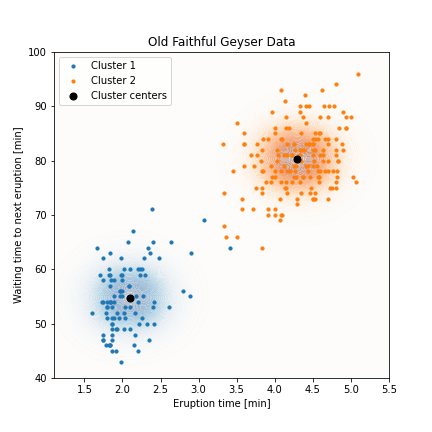 Old Faithful Geyser Data
Cluster 1
Cluster 2
Cluster centers
100
90
80
70
60
50
40
Waiting time to next eruption [min]
1.5 2.0 2.5 3.0 3.5 4.0 4.5 5.0 5.5
Eruption time [min]